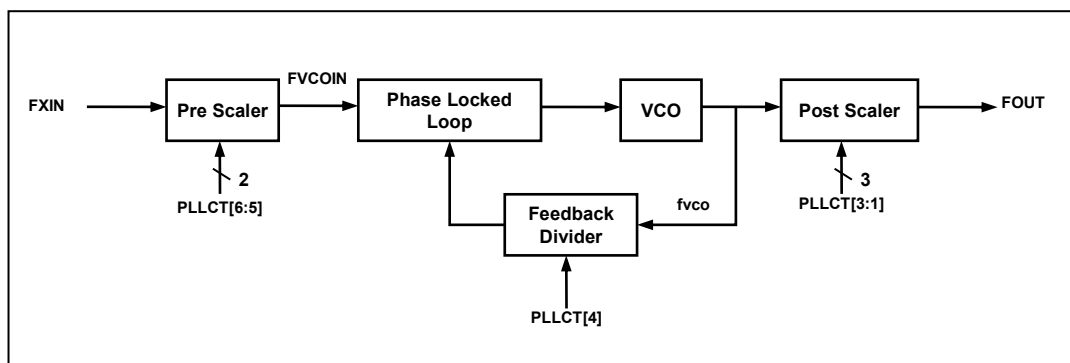 FXIN
Pre Scaler
FVCOIN
Phase Locked
Loop
VCO
Post Scaler
FOUT
2
PLLCT[6:5]
3
PLLCT[3:1]
fvco
Feedback
Divider
PLLCT[4]